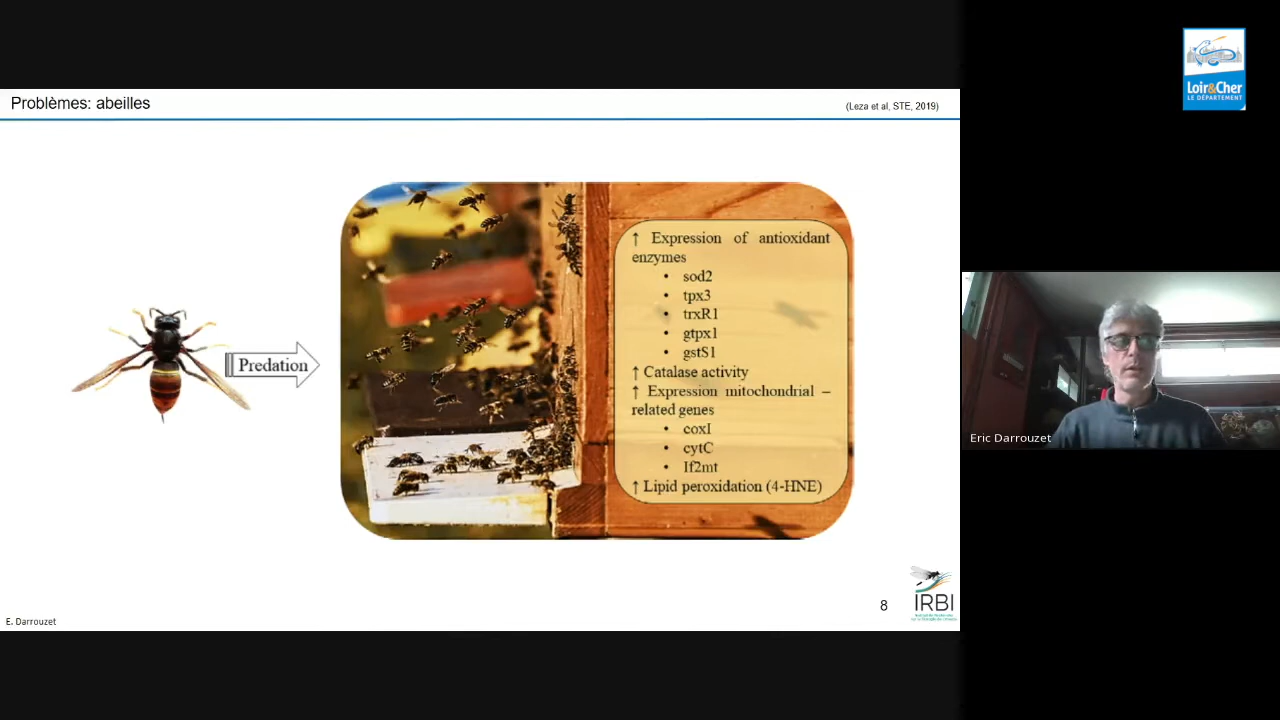 Problèmes: abeilles
(Leza et al, STE, 2019)
Predation
↑ Expression of antioxidant
enzymes
• sod2
• tpx3
• trxR1
• gtpx1
• gstS1
↑ Catalase activity
↑ Expression mitochondrial –
related genes
• coxI
• cytC
• If2mt
↑ Lipid peroxidation (4-HNE)
8
IRBI
E. Darrouzet
Loir&Cher
LE DÉPARTEMENT
Eric Darrouzet